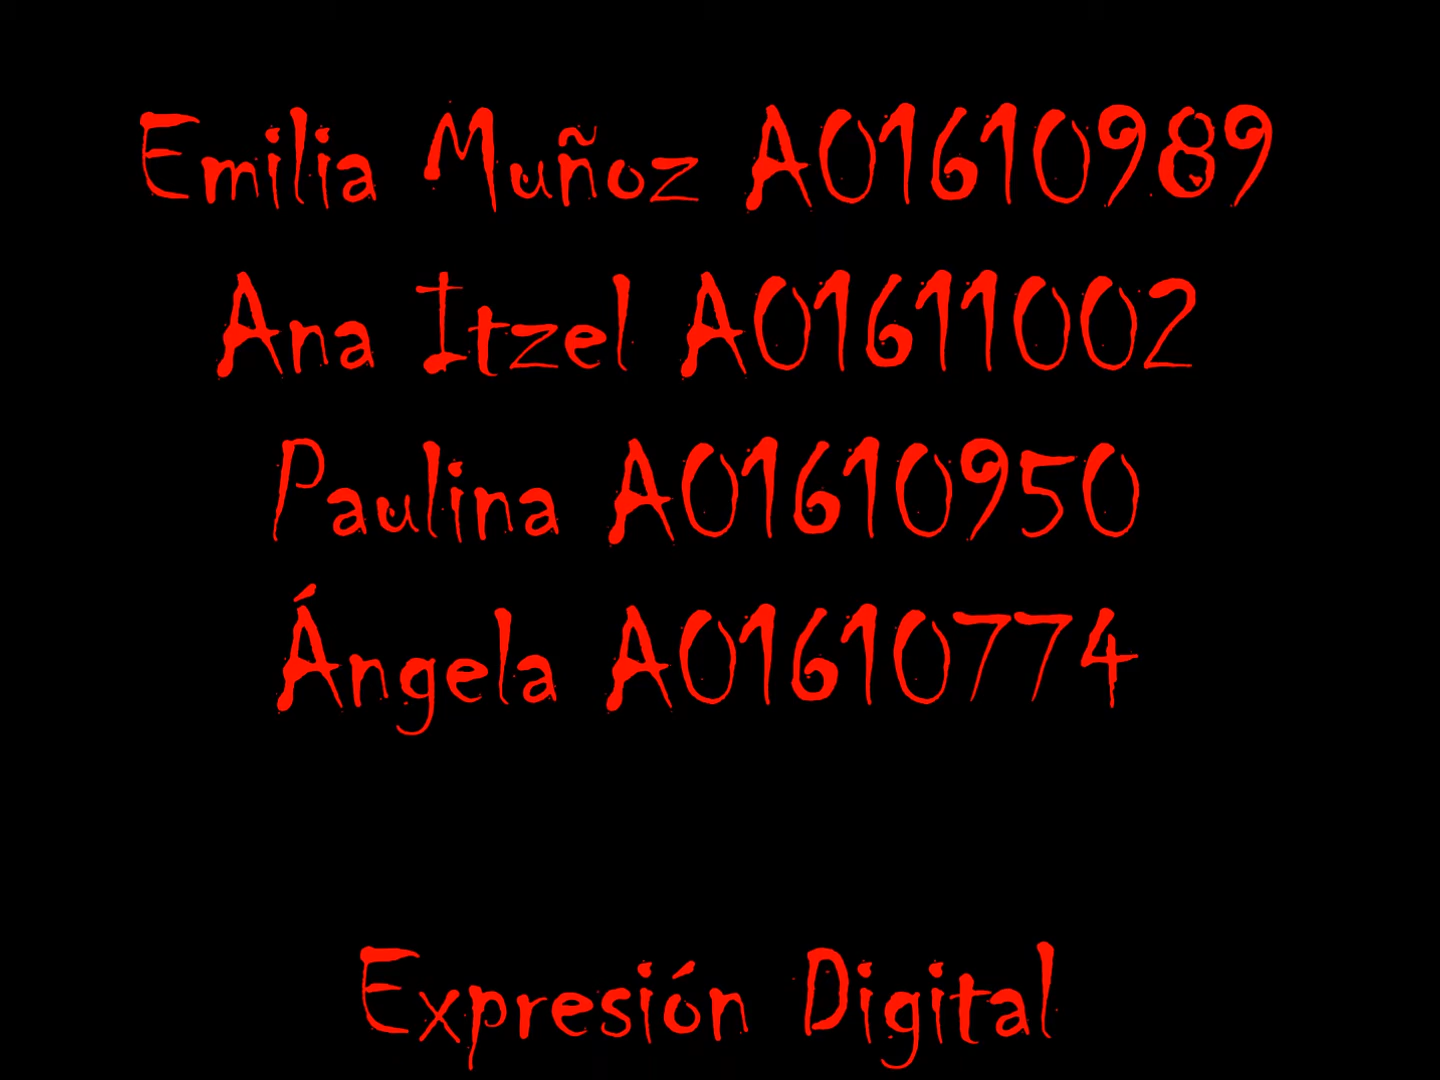 Emilia Muñoz A01610989
Ana Itzel A01611002
Paulina A01610950
Ángela A01610774
Expresión Digital